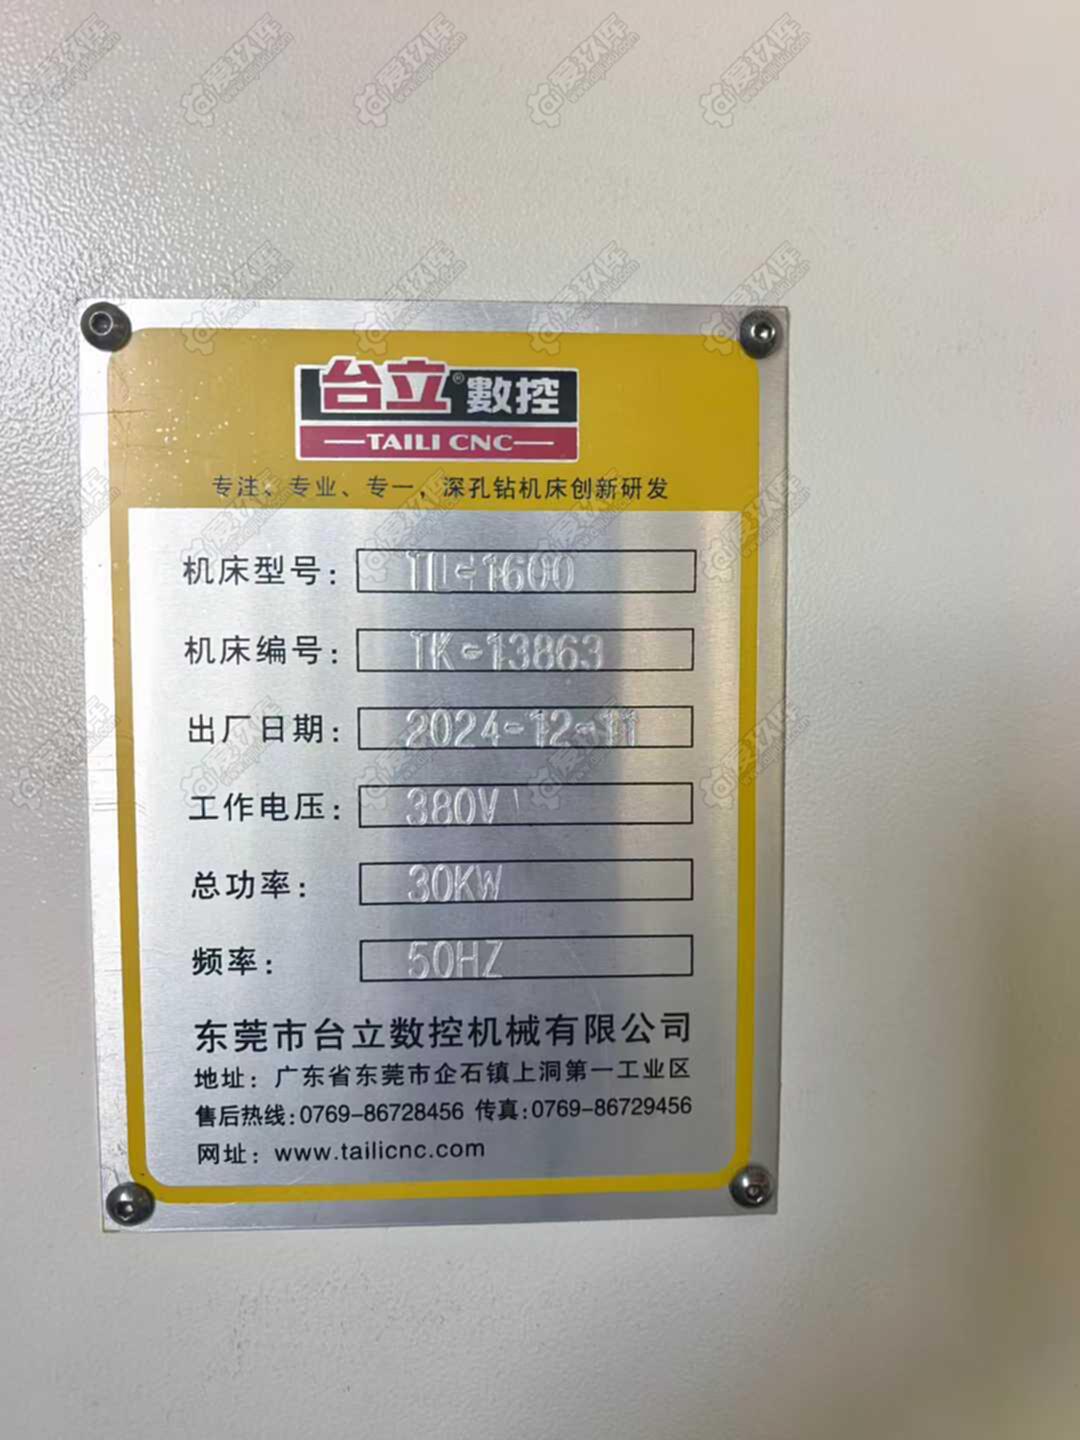 台立®數控
TAILI CNC
专注、专业、专一，深孔钻机床创新研发
机床型号： TL-1600
机床编号： TK-13863
出厂日期： 2024-12-11
工作电压： 380V
总功率： 30KW
频率： 50HZ
东莞市台立数控机械有限公司
地址：广东省东莞市企石镇上洞第一工业区
售后热线:0769-86728456 传真:0769-86729456
网址：www.tailicnc.com